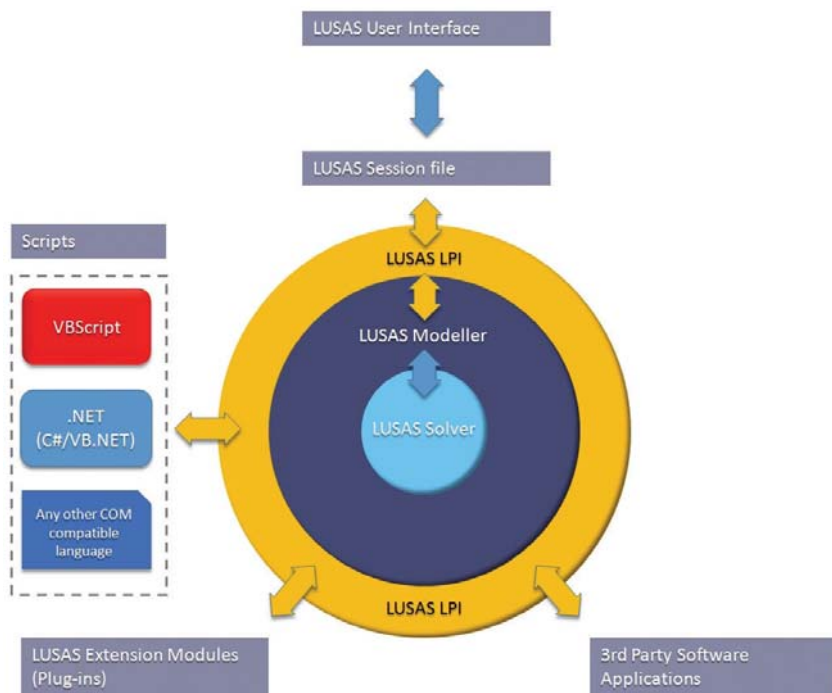 LUSAS User Interface
LUSAS Session file
Scripts
LUSAS LPI
VBScript
LUSAS Modeller
.NET
(C#/VB.NET)
LUSAS Solver
Any other COM
compatible
language
LUSAS LPI
LUSAS Extension Modules
(Plug-ins)
3rd Party Software
Applications